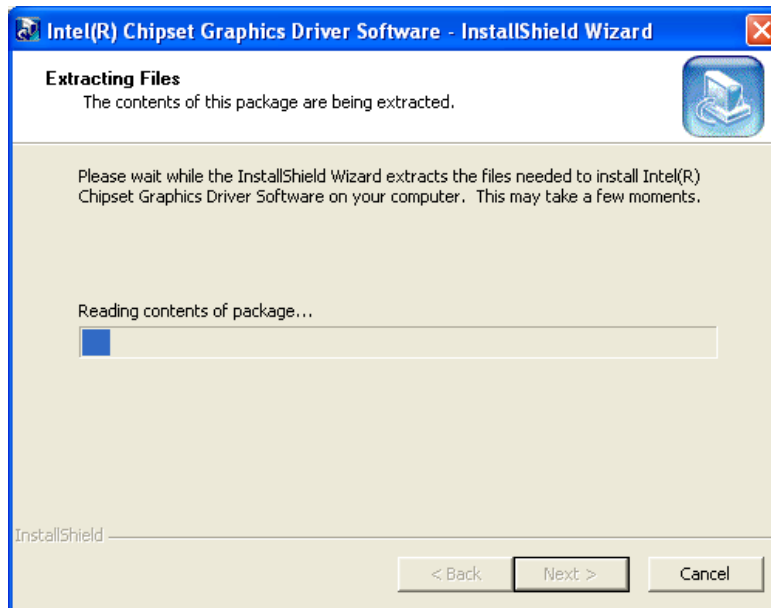 Intel(R) Chipset Graphics Driver Software - InstallShield Wizard
Extracting Files
The contents of this package are being extracted.
Please wait while the InstallShield Wizard extracts the files needed to install Intel(R)
Chipset Graphics Driver Software on your computer.  This may take a few moments.
Reading contents of package...
InstallShield
< Back
Next >
Cancel